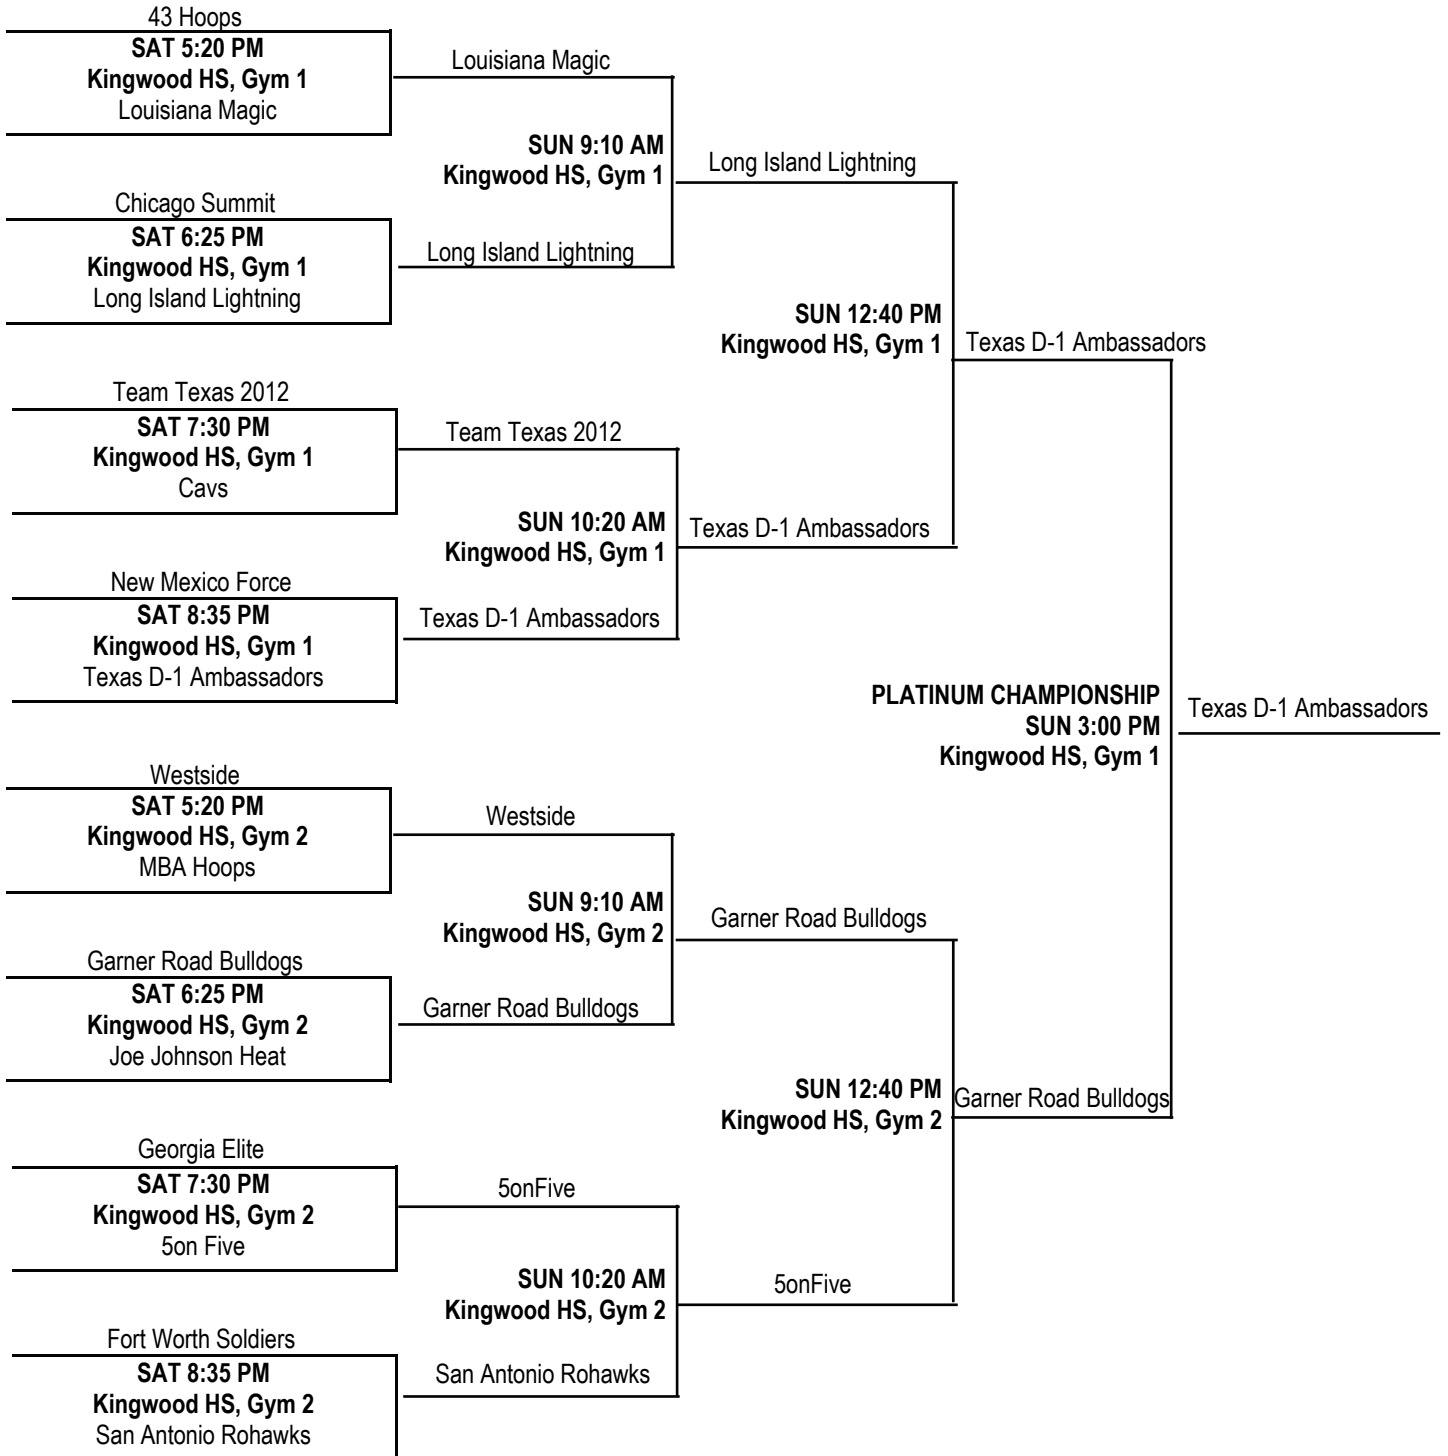 43 Hoops
SAT 5:20 PM
Kingwood HS, Gym 1
Louisiana Magic
Louisiana Magic
SUN 9:10 AM
Kingwood HS, Gym 1
Long Island Lightning
Chicago Summit
SAT 6:25 PM
Kingwood HS, Gym 1
Long Island Lightning
Long Island Lightning
SUN 12:40 PM
Kingwood HS, Gym 1
Texas D-1 Ambassadors
Team Texas 2012
SAT 7:30 PM
Kingwood HS, Gym 1
Cavs
Team Texas 2012
SUN 10:20 AM
Kingwood HS, Gym 1
Texas D-1 Ambassadors
New Mexico Force
SAT 8:35 PM
Kingwood HS, Gym 1
Texas D-1 Ambassadors
Texas D-1 Ambassadors
PLATINUM CHAMPIONSHIP
SUN 3:00 PM
Kingwood HS, Gym 1
Texas D-1 Ambassadors
Westside
SAT 5:20 PM
Kingwood HS, Gym 2
MBA Hoops
Westside
SUN 9:10 AM
Kingwood HS, Gym 2
Garner Road Bulldogs
Garner Road Bulldogs
SAT 6:25 PM
Kingwood HS, Gym 2
Joe Johnson Heat
Garner Road Bulldogs
SUN 12:40 PM
Kingwood HS, Gym 2
Garner Road Bulldogs
Georgia Elite
SAT 7:30 PM
Kingwood HS, Gym 2
5on Five
5onFive
SUN 10:20 AM
Kingwood HS, Gym 2
5onFive
Fort Worth Soldiers
SAT 8:35 PM
Kingwood HS, Gym 2
San Antonio Rohawks
San Antonio Rohawks